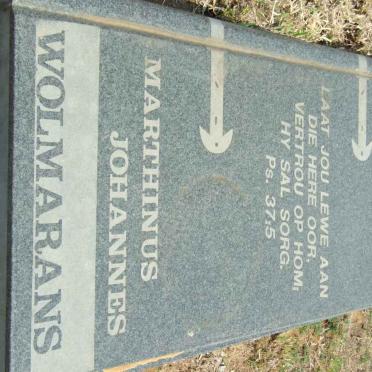 WOLMARANS
MARTHINUS
JOHANNES
LAAT JOU LEWE AAN
DIE HERE OOR,
VERTROU OP HOM;
HY SAL SORG.
Ps. 37:5